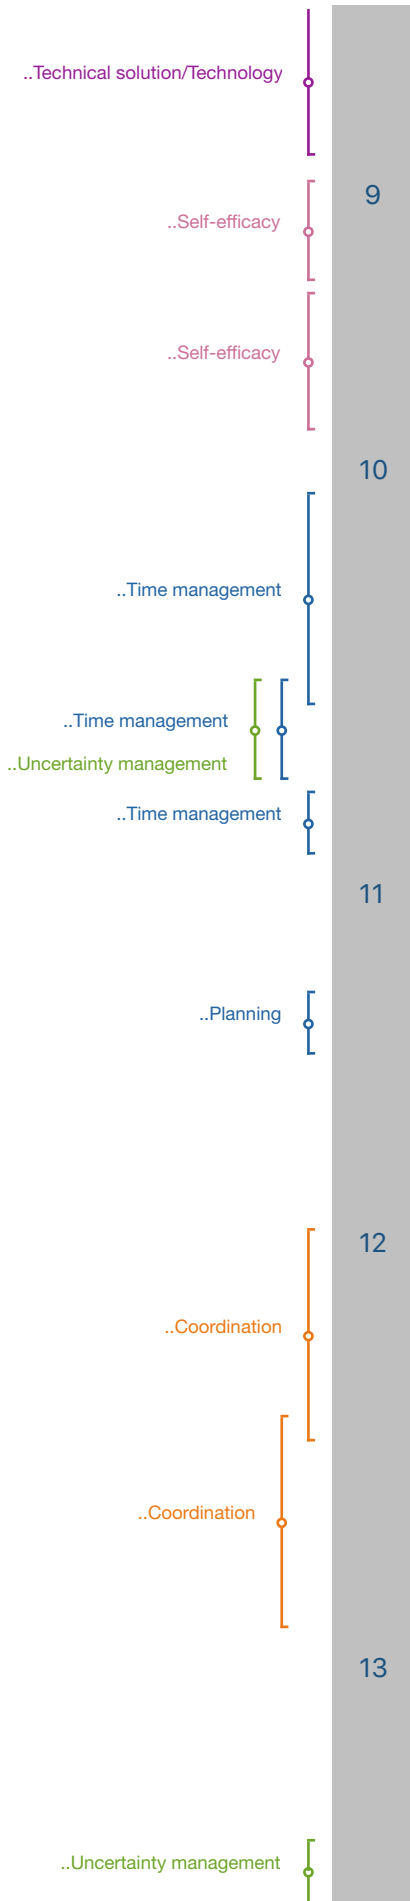 ..Technical solution/Technology
9
..Self-efficacy
..Self-efficacy
10
..Time management
..Time management
..Uncertainty management
..Time management
11
..Planning
12
..Coordination
..Coordination
13
..Uncertainty management